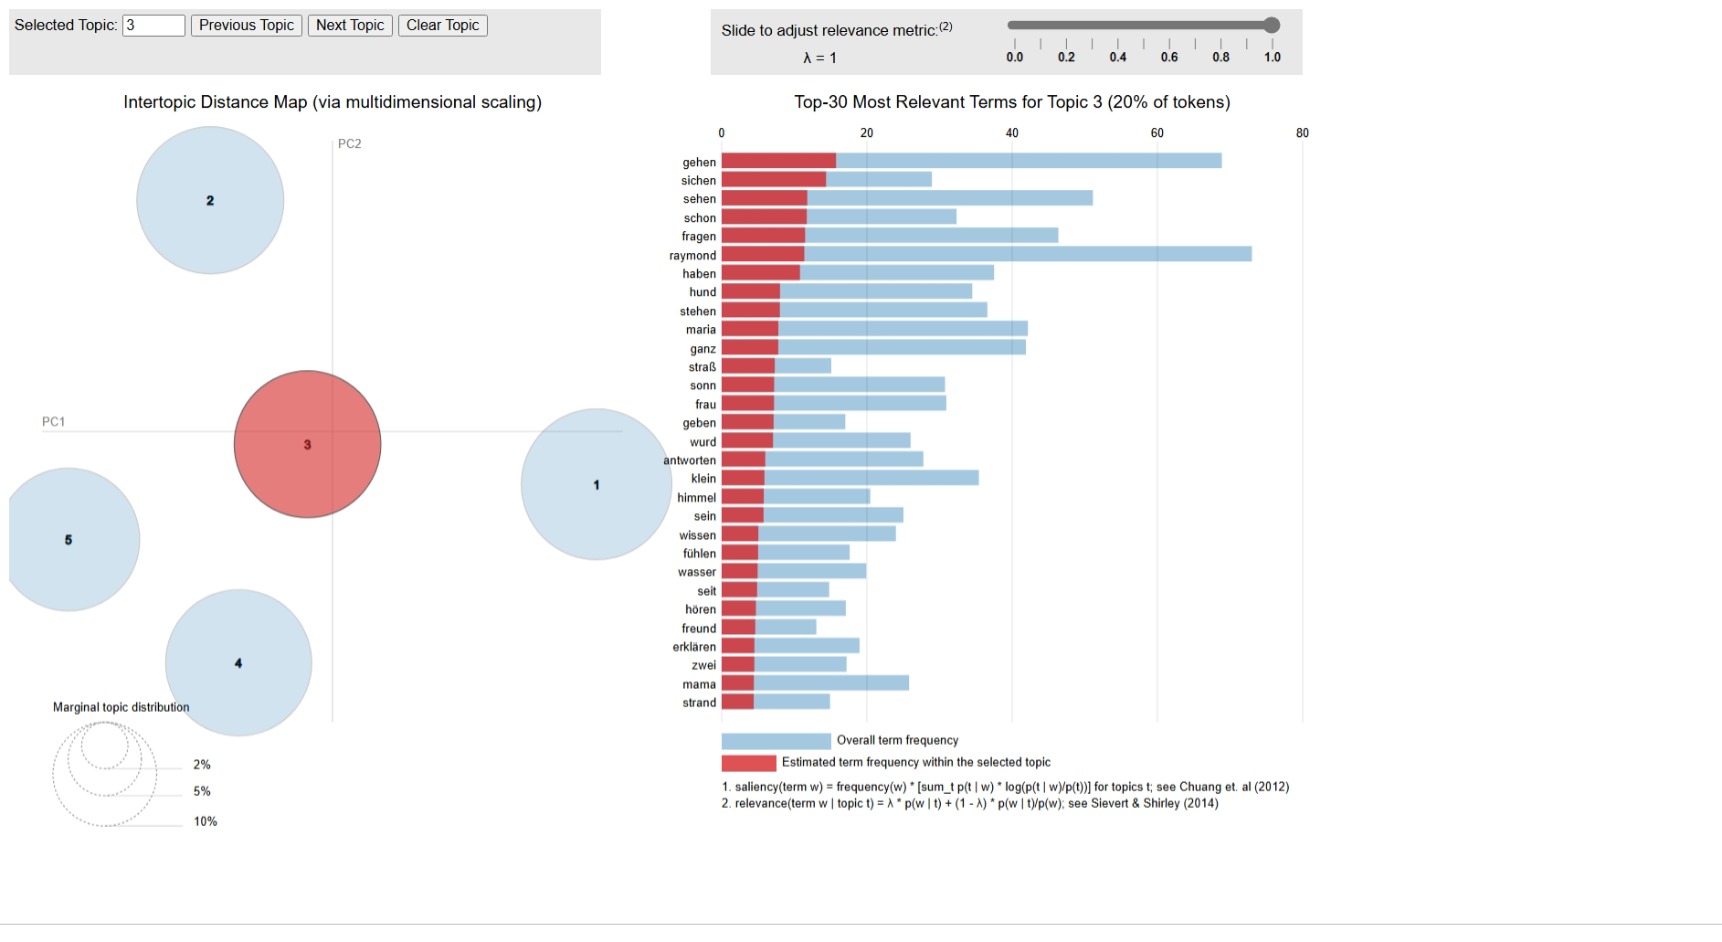 Selected Topic: 3 Previous Topic Next Topic Clear Topic
Slide to adjust relevance metric:(2)
λ = 1
0.0 0.2 0.4 0.6 0.8 1.0
Intertopic Distance Map (via multidimensional scaling)
PC2
PC1
2
3
1
5
4
Marginal topic distribution
2%
5%
10%
Top-30 Most Relevant Terms for Topic 3 (20% of tokens)
0 20 40 60 80
gehen
sichen
sehen
schon
fragen
raymond
haben
hund
stehen
maria
ganz
straß
sonn
frau
geben
wurd
antworten
klein
himmel
sein
wissen
fühlen
wasser
seit
hören
freund
erklären
zwei
mama
strand
Overall term frequency
Estimated term frequency within the selected topic
1. saliency(term w) = frequency(w) * [sum_t p(t | w) * log(p(t | w)/p(t))] for topics t; see Chuang et. al (2012)
2. relevance(term w | topic t) = λ * p(w | t) + (1 - λ) * p(w | t)/p(w); see Sievert & Shirley (2014)